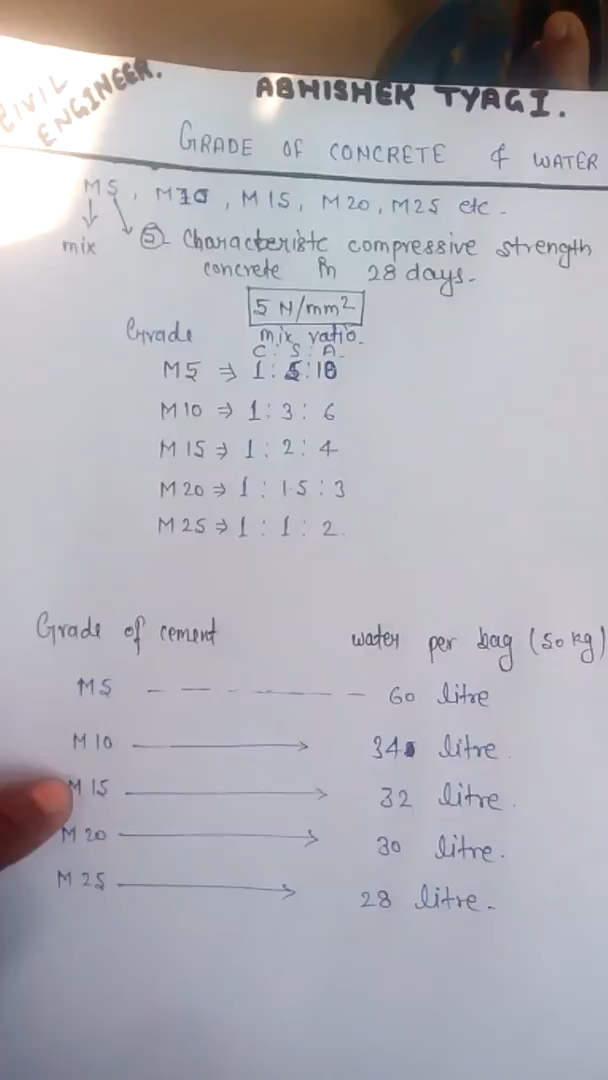 CIVIL ENGINEER.
ABHISHEK TYAGI.
GRADE OF CONCRETE & WATER
M5, M10, M15, M20, M25 etc.
mix
5 Characteristic compressive strength
concrete in 28 days.
5 N/mm²
Grade mix ratio.
C : S : A.
M5 ⇒ 1 : 5 : 10
M10 ⇒ 1 : 3 : 6
M15 ⇒ 1 : 2 : 4
M20 ⇒ 1 : 1.5 : 3
M25 ⇒ 1 : 1 : 2.
Grade of cement water per bag (50 kg)
M5 — — — — 60 litre
M10 → 34 litre.
M15 → 32 litre.
M20 → 30 litre.
M25 → 28 litre.